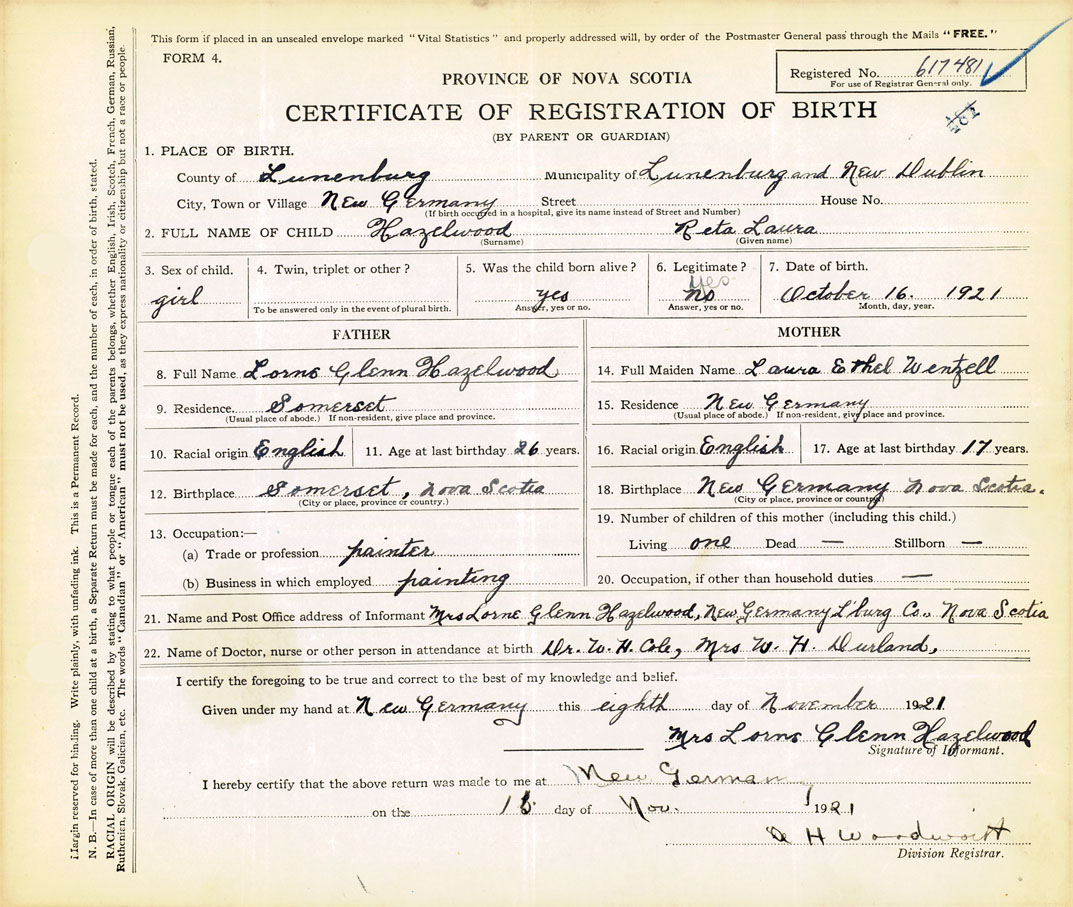 This form if placed in an unsealed envelope marked "Vital Statistics" and properly addressed will, by order of the Postmaster General pass through the Mails "FREE."
FORM 4.
Registered No. 617481
For use of Registrar General only.
PROVINCE OF NOVA SCOTIA
CERTIFICATE OF REGISTRATION OF BIRTH
(BY PARENT OR GUARDIAN)
1. PLACE OF BIRTH.
County of Lunenburg Municipality of Lunenburg and New Dublin
City, Town or Village New Germany Street House No.
(If birth occured in a hospital, give its name instead of Street and Number)
2. FULL NAME OF CHILD Hazelwood Reta Laura
(Surname) (Given name)
3. Sex of child. 4. Twin, triplet or other? 5. Was the child born alive? 6. Legitimate? 7. Date of birth.
yes
girl yes no October 16. 1921
To be answered only in the event of plural birth. Answer, yes or no. Answer, yes or no. Month, day, year.
FATHER
8. Full Name Lorne Glenn Hazelwood
9. Residence. Somerset
(Usual place of abode.) If non-resident, give place and province.
10. Racial origin English 11. Age at last birthday 26 years.
12. Birthplace Somerset, Nova Scotia
(City or place, province or country.)
13. Occupation:—
(a) Trade or profession painter
(b) Business in which employed painting
MOTHER
14. Full Maiden Name Laura Ethel Wentzell
15. Residence New Germany
(Usual place of abode.) If non-resident, give place and province.
16. Racial origin English 17. Age at last birthday 17 years.
18. Birthplace New Germany Nova Scotia.
(City or place, province or country)
19. Number of children of this mother (including this child.)
Living one Dead — Stillborn —
20. Occupation, if other than household duties —
21. Name and Post Office address of Informant Mrs Lorne Glenn Hazelwood, New Germany L'burg Co., Nova Scotia
22. Name of Doctor, nurse or other person in attendance at birth Dr. W. H. Cole, Mrs W. H. Durland,
I certify the foregoing to be true and correct to the best of my knowledge and belief.
Given under my hand at New Germany this eighth day of November 1921
Mrs Lorne Glenn Hazelwood
Signature of Informant.
I hereby certify that the above return was made to me at New Germany
on the day of Nov. 1921
H Woodworth
Division Registrar.
Margin reserved for binding. Write plainly, with unfading ink. This is a Permanent Record.
N. B.—In case of more than one child at a birth, a Separate Return must be made for each, and the number of each, in order of birth, stated.
RACIAL ORIGIN will be described by stating to what people or tongue each of the parents belongs, whether English, Irish, Scotch, French, German, Russian,
Ruthenian, Slovak, Galician, etc. The words "Canadian" or "American" must not be used, as they express nationality or citizenship but not a race or people.